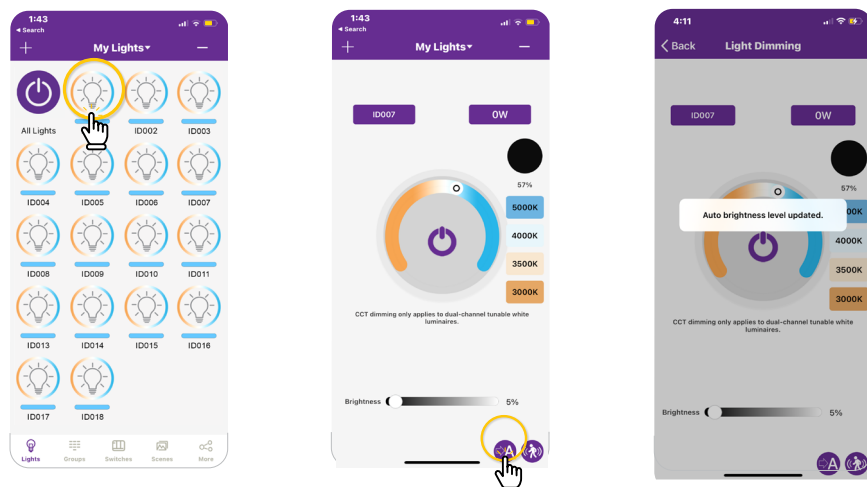 1:43
◄ Search
My Lights▾
All Lights
ID002
ID003
ID004
ID005
ID006
ID007
ID008
ID009
ID010
ID011
ID013
ID014
ID015
ID016
ID017
ID018
Lights
Groups
Switches
Scenes
More
1:43
◄ Search
My Lights▾
ID007
0W
57%
5000K
4000K
3500K
3000K
CCT dimming only applies to dual-channel tunable white
luminaires.
Brightness
5%
A
4:11
Back
Light Dimming
ID007
0W
57%
Auto brightness level updated.
00K
4000K
3500K
3000K
CCT dimming only applies to dual-channel tunable white
luminaires.
Brightness
5%
A